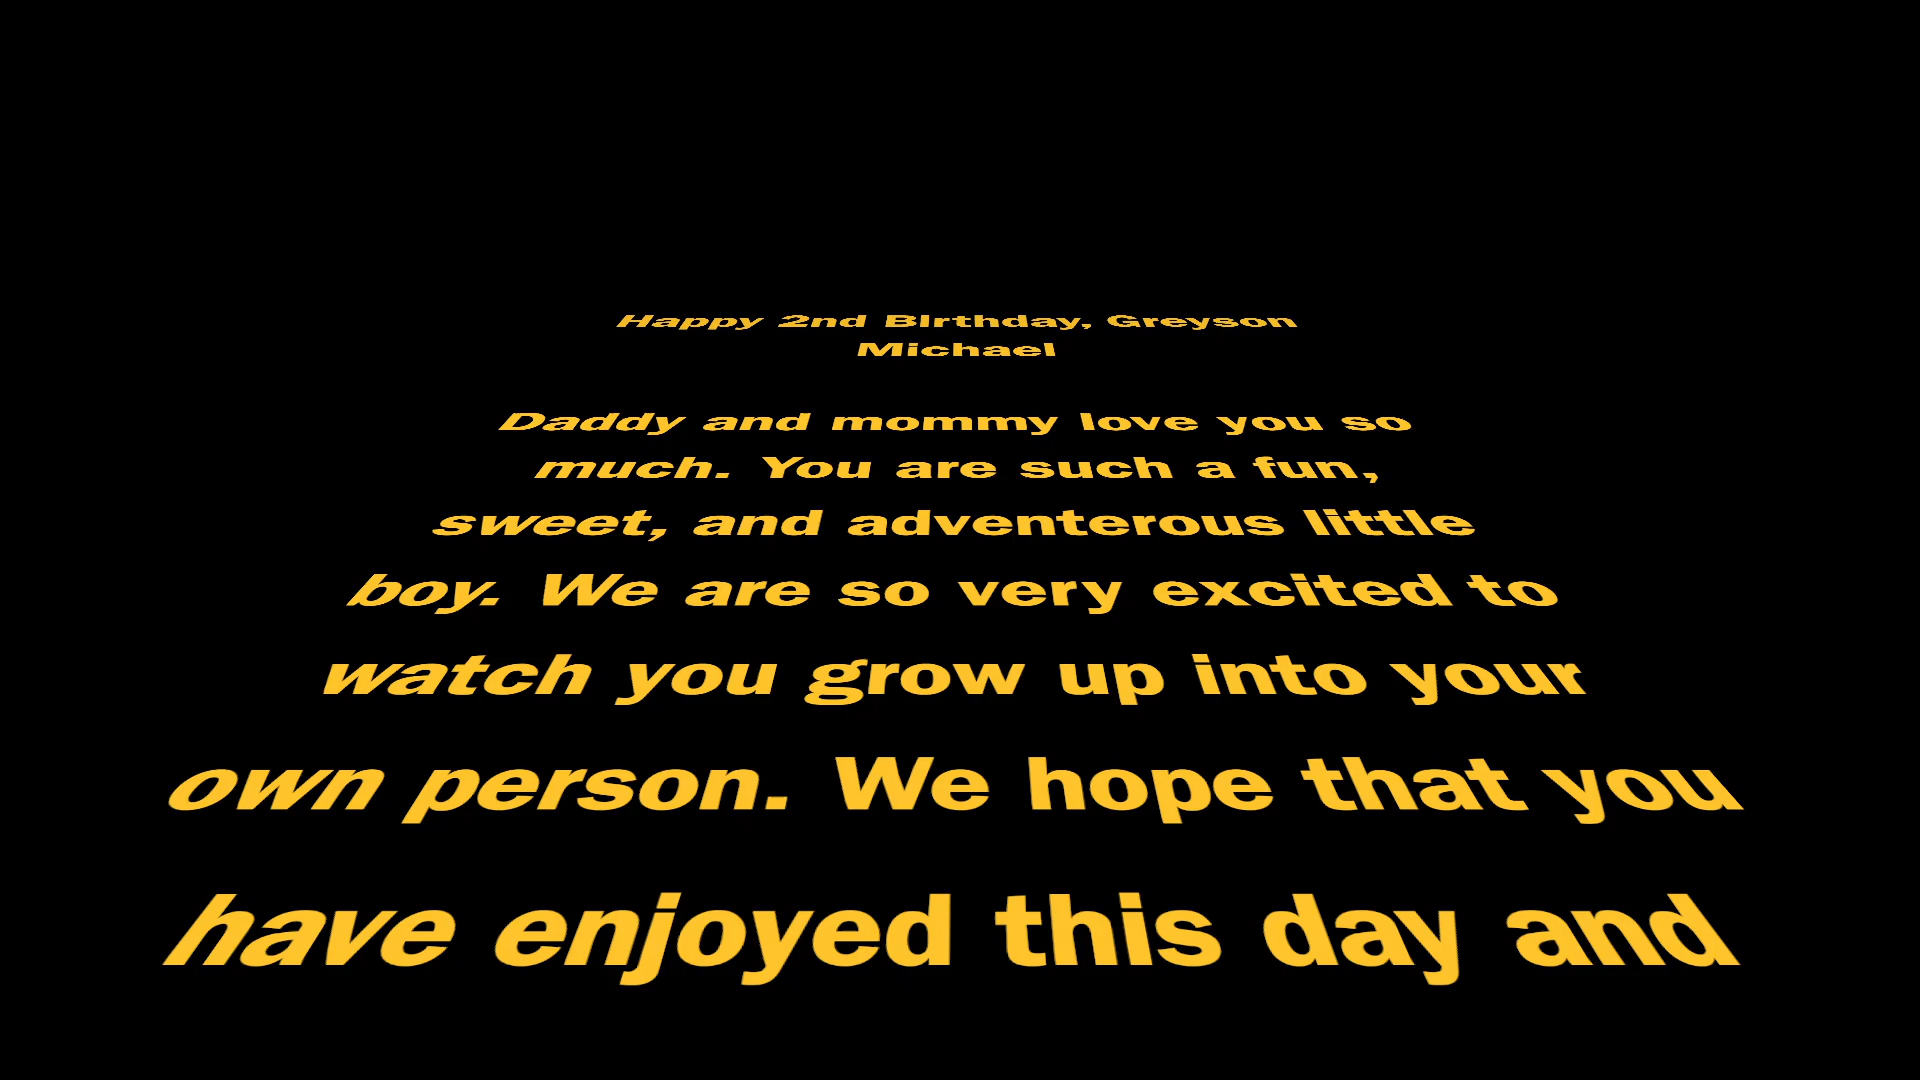 Happy 2nd BIrthday, Greyson
Michael
Daddy and mommy love you so
much. You are such a fun,
sweet, and adventerous little
boy. We are so very excited to
watch you grow up into your
own person. We hope that you
have enjoyed this day and